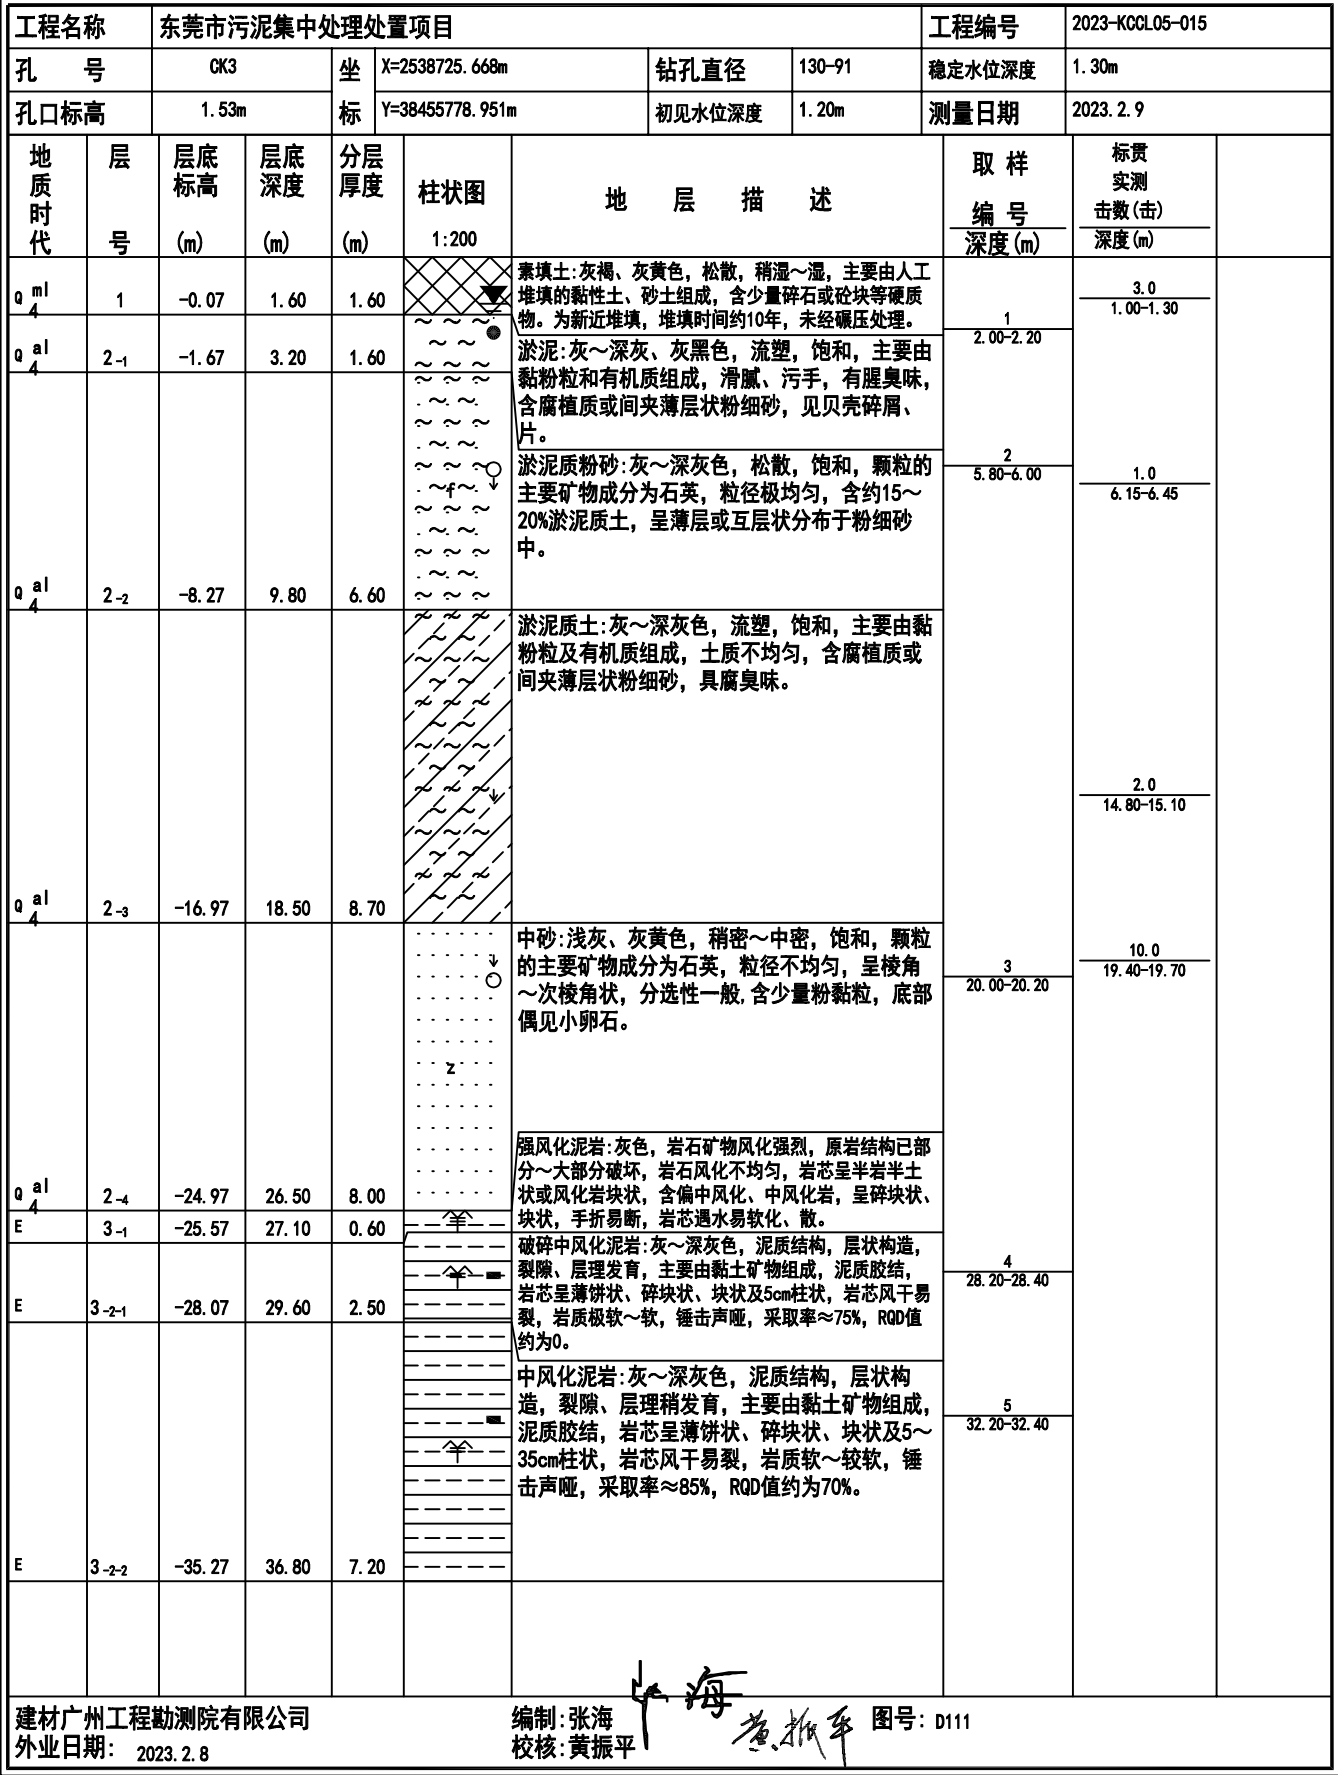 工程名称 东莞市污泥集中处理处置项目 工程编号 2023-KCCL05-015
孔 号 CK3 坐 X=2538725.668m 钻孔直径 130-91 稳定水位深度 1.30m
孔口标高 1.53m 标 Y=38455778.951m 初见水位深度 1.20m 测量日期 2023.2.9
地质时代 层号 层底标高(m) 层底深度(m) 分层厚度(m) 柱状图 1:200 地 层 描 述 取样编号 深度(m) 标贯实测击数(击) 深度(m)
素填土:灰褐、灰黄色，松散，稍湿～湿，主要由人工
堆填的黏性土、砂土组成，含少量碎石或砼块等硬质
物。为新近堆填，堆填时间约10年，未经碾压处理。
Q ml 4 1 -0.07 1.60 1.60
3.0
1.00-1.30
1
2.00-2.20
淤泥:灰～深灰、灰黑色，流塑，饱和，主要由
黏粉粒和有机质组成，滑腻、污手，有腥臭味，
含腐植质或间夹薄层状粉细砂，见贝壳碎屑、
片。
Q al 4 2-1 -1.67 3.20 1.60
淤泥质粉砂:灰～深灰色，松散，饱和，颗粒的
主要矿物成分为石英，粒径极均匀，含约15～
20%淤泥质土，呈薄层或互层状分布于粉细砂
中。
f
2
5.80-6.00
1.0
6.15-6.45
Q al 4 2-2 -8.27 9.80 6.60
淤泥质土:灰～深灰色，流塑，饱和，主要由黏
粉粒及有机质组成，土质不均匀，含腐植质或
间夹薄层状粉细砂，具腐臭味。
2.0
14.80-15.10
Q al 4 2-3 -16.97 18.50 8.70
中砂:浅灰、灰黄色，稍密～中密，饱和，颗粒
的主要矿物成分为石英，粒径不均匀，呈棱角
～次棱角状，分选性一般,含少量粉黏粒，底部
偶见小卵石。
z
3
20.00-20.20
10.0
19.40-19.70
Q al 4 2-4 -24.97 26.50 8.00
强风化泥岩:灰色，岩石矿物风化强烈，原岩结构已部
分～大部分破坏，岩石风化不均匀，岩芯呈半岩半土
状或风化岩块状，含偏中风化、中风化岩，呈碎块状、
块状，手折易断，岩芯遇水易软化、散。
E 3-1 -25.57 27.10 0.60
破碎中风化泥岩:灰～深灰色，泥质结构，层状构造，
裂隙、层理发育，主要由黏土矿物组成，泥质胶结，
岩芯呈薄饼状、碎块状、块状及5cm柱状，岩芯风干易
裂，岩质极软～软，锤击声哑，采取率≈75%，RQD值
约为0。
4
28.20-28.40
E 3-2-1 -28.07 29.60 2.50
中风化泥岩:灰～深灰色，泥质结构，层状构
造，裂隙、层理稍发育，主要由黏土矿物组成，
泥质胶结，岩芯呈薄饼状、碎块状、块状及5～
35cm柱状，岩芯风干易裂，岩质软～较软，锤
击声哑，采取率≈85%，RQD值约为70%。
5
32.20-32.40
E 3-2-2 -35.27 36.80 7.20
建材广州工程勘测院有限公司 编制:张海 张海 图号: D111
外业日期: 2023.2.8 校核:黄振平 黄振平